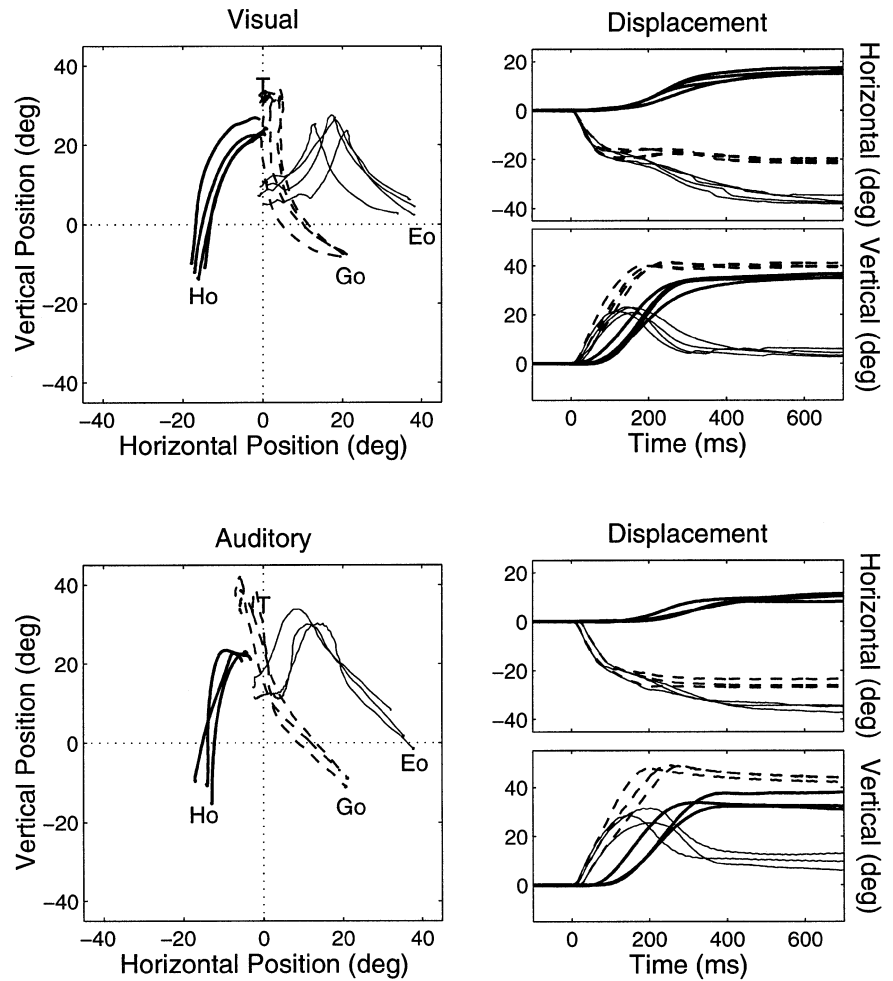 Visual
Displacement
T
Ho
Go
Eo
40
20
0
−20
−40
−40
−20
0
20
40
Vertical Position (deg)
Horizontal Position (deg)
20
0
−20
−40
Horizontal (deg)
60
40
20
0
Vertical (deg)
0
200
400
600
Time (ms)
Auditory
Displacement
T
Ho
Go
Eo
40
20
0
−20
−40
−40
−20
0
20
40
Vertical Position (deg)
Horizontal Position (deg)
20
0
−20
−40
Horizontal (deg)
40
20
0
Vertical (deg)
0
200
400
600
Time (ms)